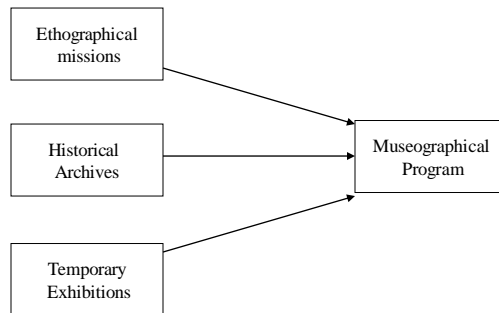 Ethographical
missions
Historical
Archives
Museographical
Program
Temporary
Exhibitions